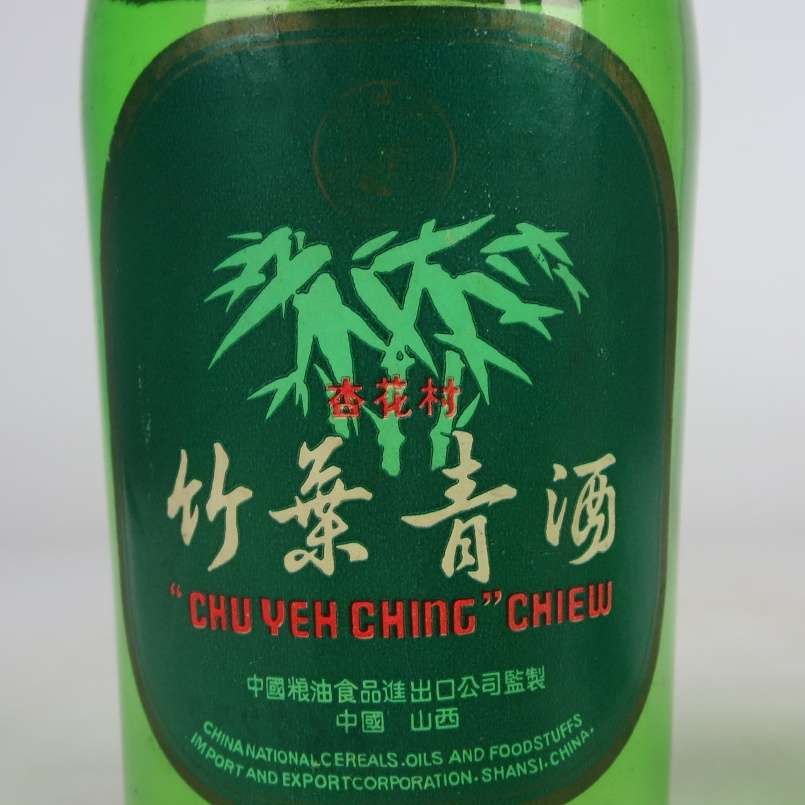 杏花村
竹葉青酒
"CHU YEH CHING" CHIEW
中國粮油食品進出口公司監製
中國 山西
CHINA NATIONAL CEREALS.OILS AND FOODSTUFFS
IMPORT AND EXPORT CORPORATION. SHANSI. CHINA.